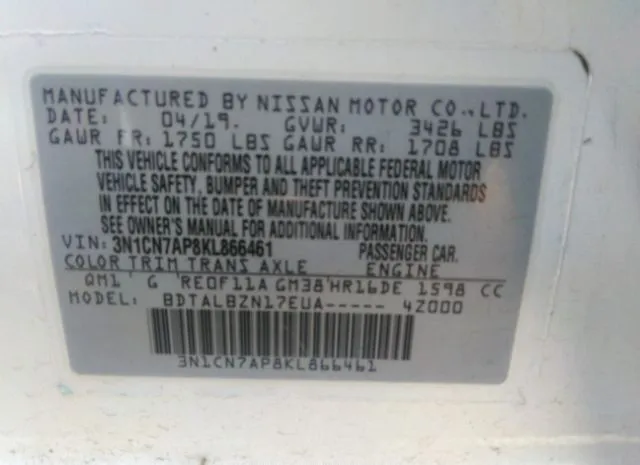 MANUFACTURED BY NISSAN MOTOR CO.,LTD.
DATE: 04/19. GVWR: 3426 LBS
GAWR FR: 1750 LBS GAWR RR: 1708 LBS
THIS VEHICLE CONFORMS TO ALL APPLICABLE FEDERAL MOTOR
VEHICLE SAFETY, BUMPER AND THEFT PREVENTION STANDARDS
IN EFFECT ON THE DATE OF MANUFACTURE SHOWN ABOVE.
SEE OWNER'S MANUAL FOR ADDITIONAL INFORMATION.
VIN: 3N1CN7AP8KL866461 PASSENGER CAR.
COLOR TRIM TRANS AXLE ENGINE
QM1' G RE0F11A GM38'HR16DE 1598 CC
MODEL: BDTALBZN17EUA----- 4Z000
3N1CN7AP8KL866461